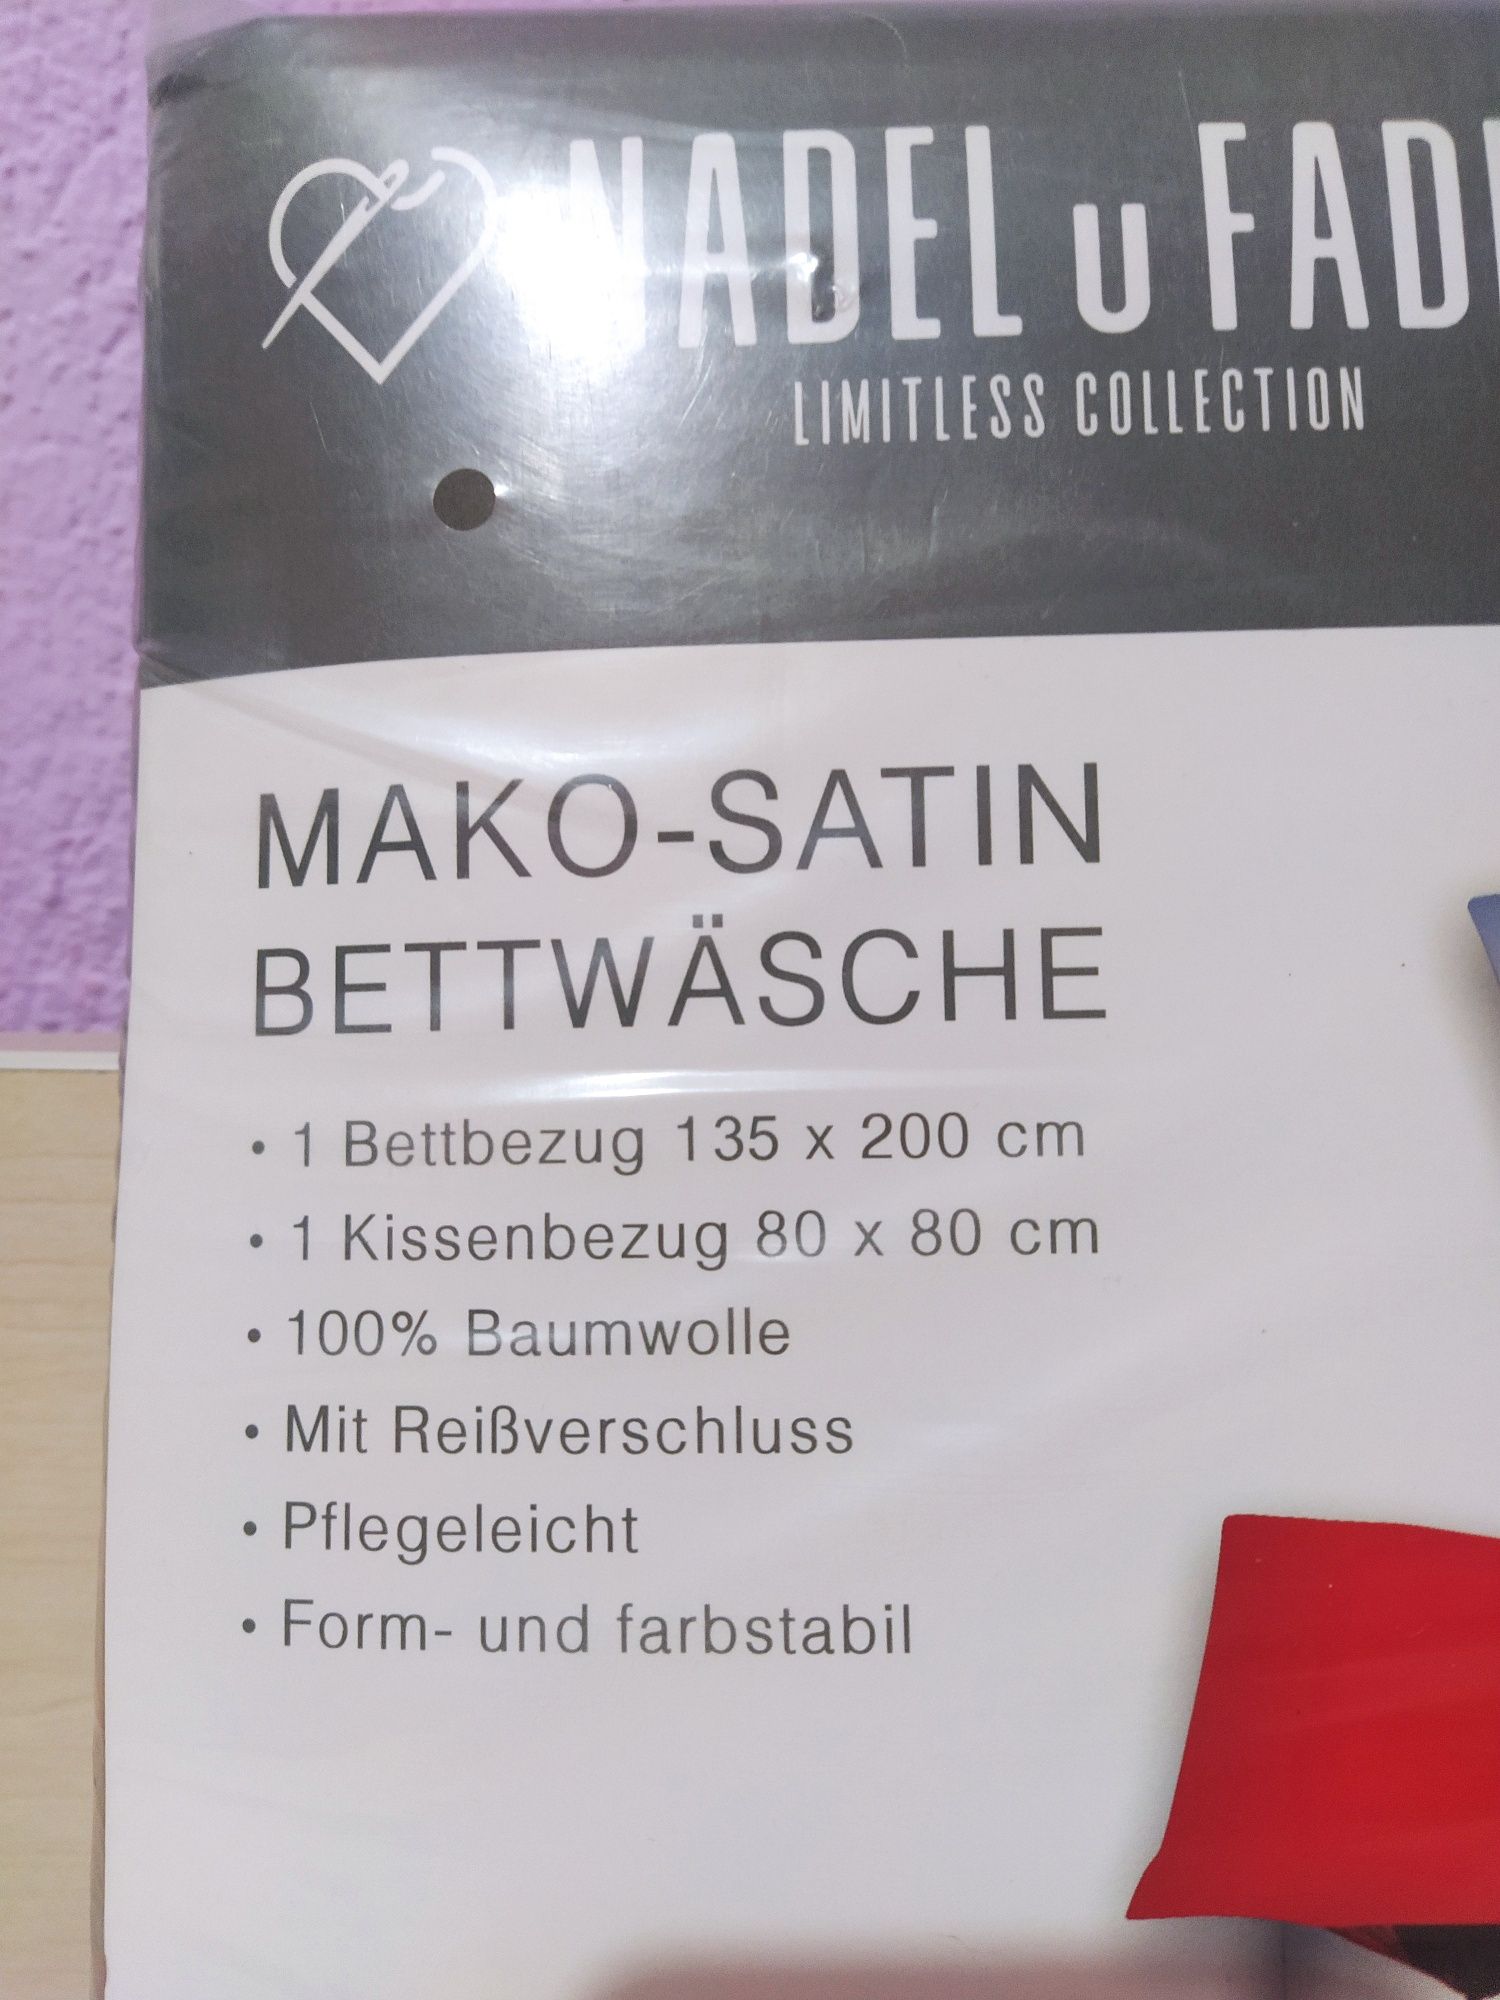 NADEL u FADE
LIMITLESS COLLECTION
MAKO-SATIN
BETTWÄSCHE
• 1 Bettbezug 135 x 200 cm
• 1 Kissenbezug 80 x 80 cm
• 100% Baumwolle
• Mit Reißverschluss
• Pflegeleicht
• Form- und farbstabil